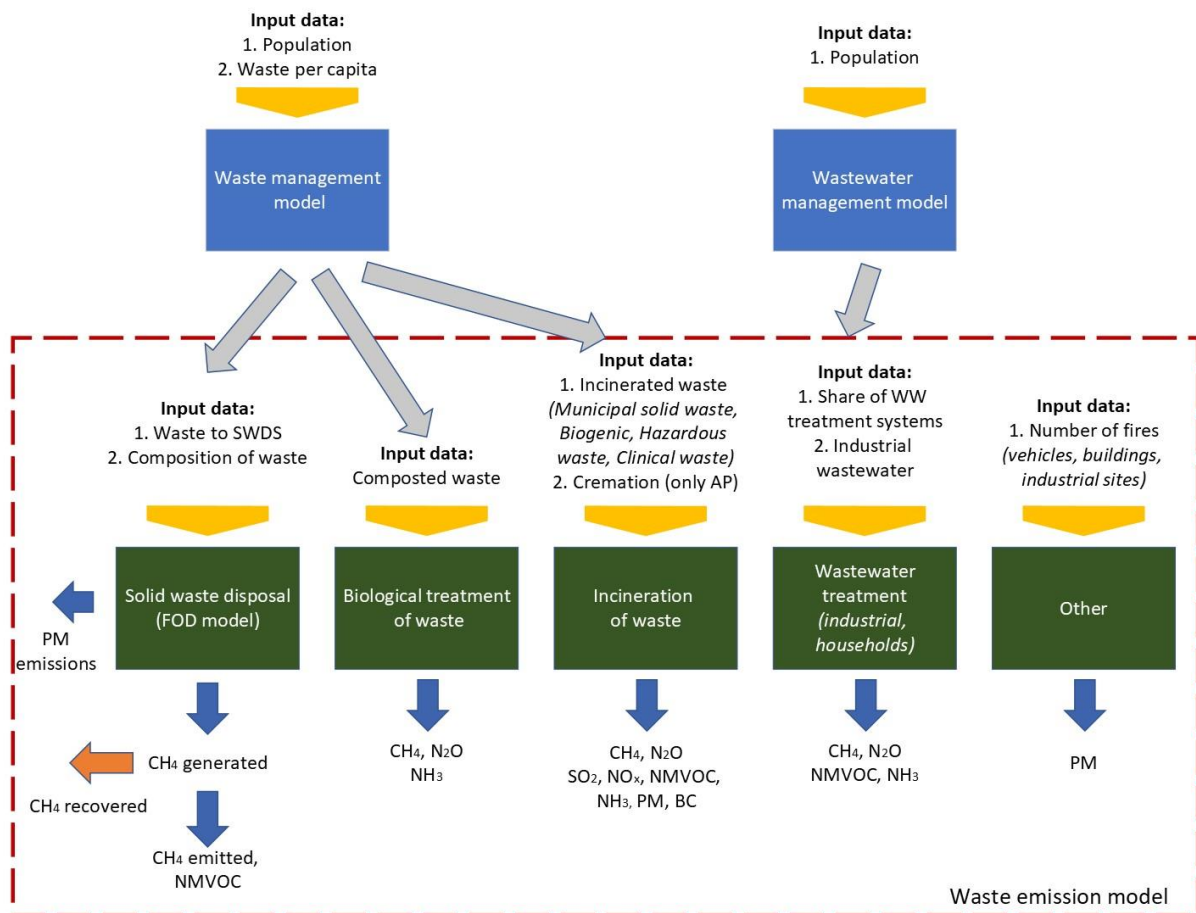 Input data:
1. Population
2. Waste per capita
Input data:
1. Population
Waste management
model
Wastewater
management model
Input data:
1. Waste to SWDS
2. Composition of waste
Input data:
Composted waste
Input data:
1. Incinerated waste
(Municipal solid waste,
Biogenic, Hazardous
waste, Clinical waste)
2. Cremation (only AP)
Input data:
1. Share of WW
treatment systems
2. Industrial
wastewater
Input data:
1. Number of fires
(vehicles, buildings,
industrial sites)
Solid waste disposal
(FOD model)
Biological treatment
of waste
Incineration
of waste
Wastewater
treatment
(industrial,
households)
Other
PM
emissions
CH₄ generated
CH₄ recovered
CH₄ emitted,
NMVOC
CH₄, N₂O
NH₃
CH₄, N₂O
SO₂, NOₓ, NMVOC,
NH₃, PM, BC
CH₄, N₂O
NMVOC, NH₃
PM
Waste emission model